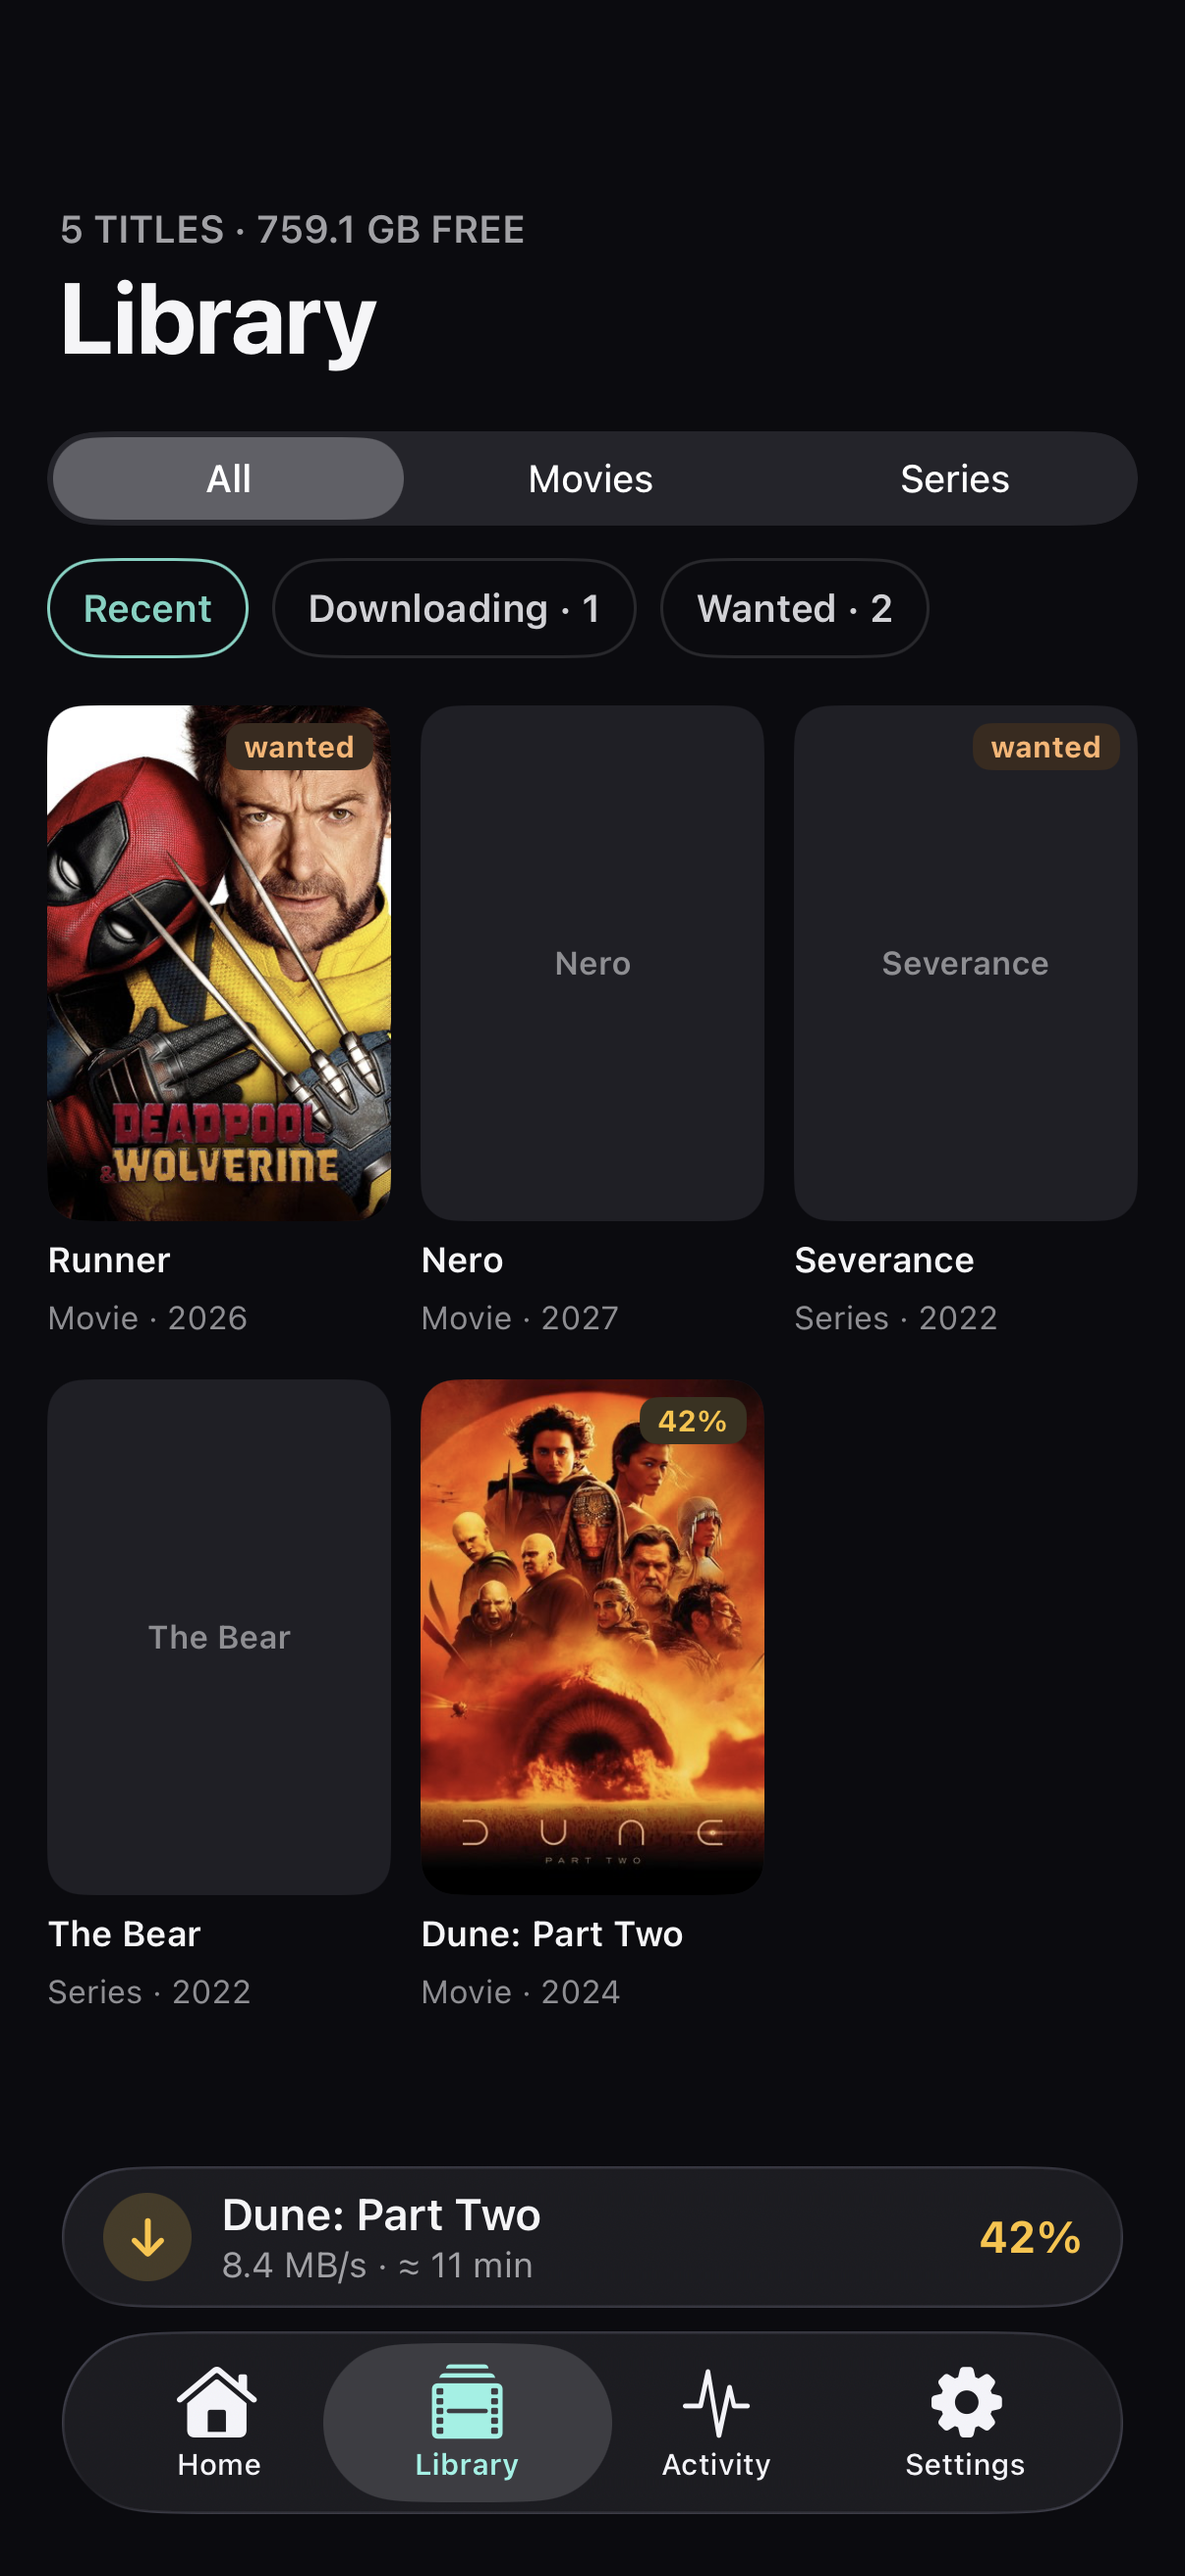 5 TITLES · 759.1 GB FREE
Library
All Movies Series
Recent Downloading · 1 Wanted · 2
wanted
DEADPOOL
&WOLVERINE
Runner
Movie · 2026
Nero
Nero
Movie · 2027
wanted
Severance
Severance
Series · 2022
The Bear
The Bear
Series · 2022
42%
DUNE
PART TWO
Dune: Part Two
Movie · 2024
Dune: Part Two
8.4 MB/s · ≈ 11 min
42%
Home Library Activity Settings